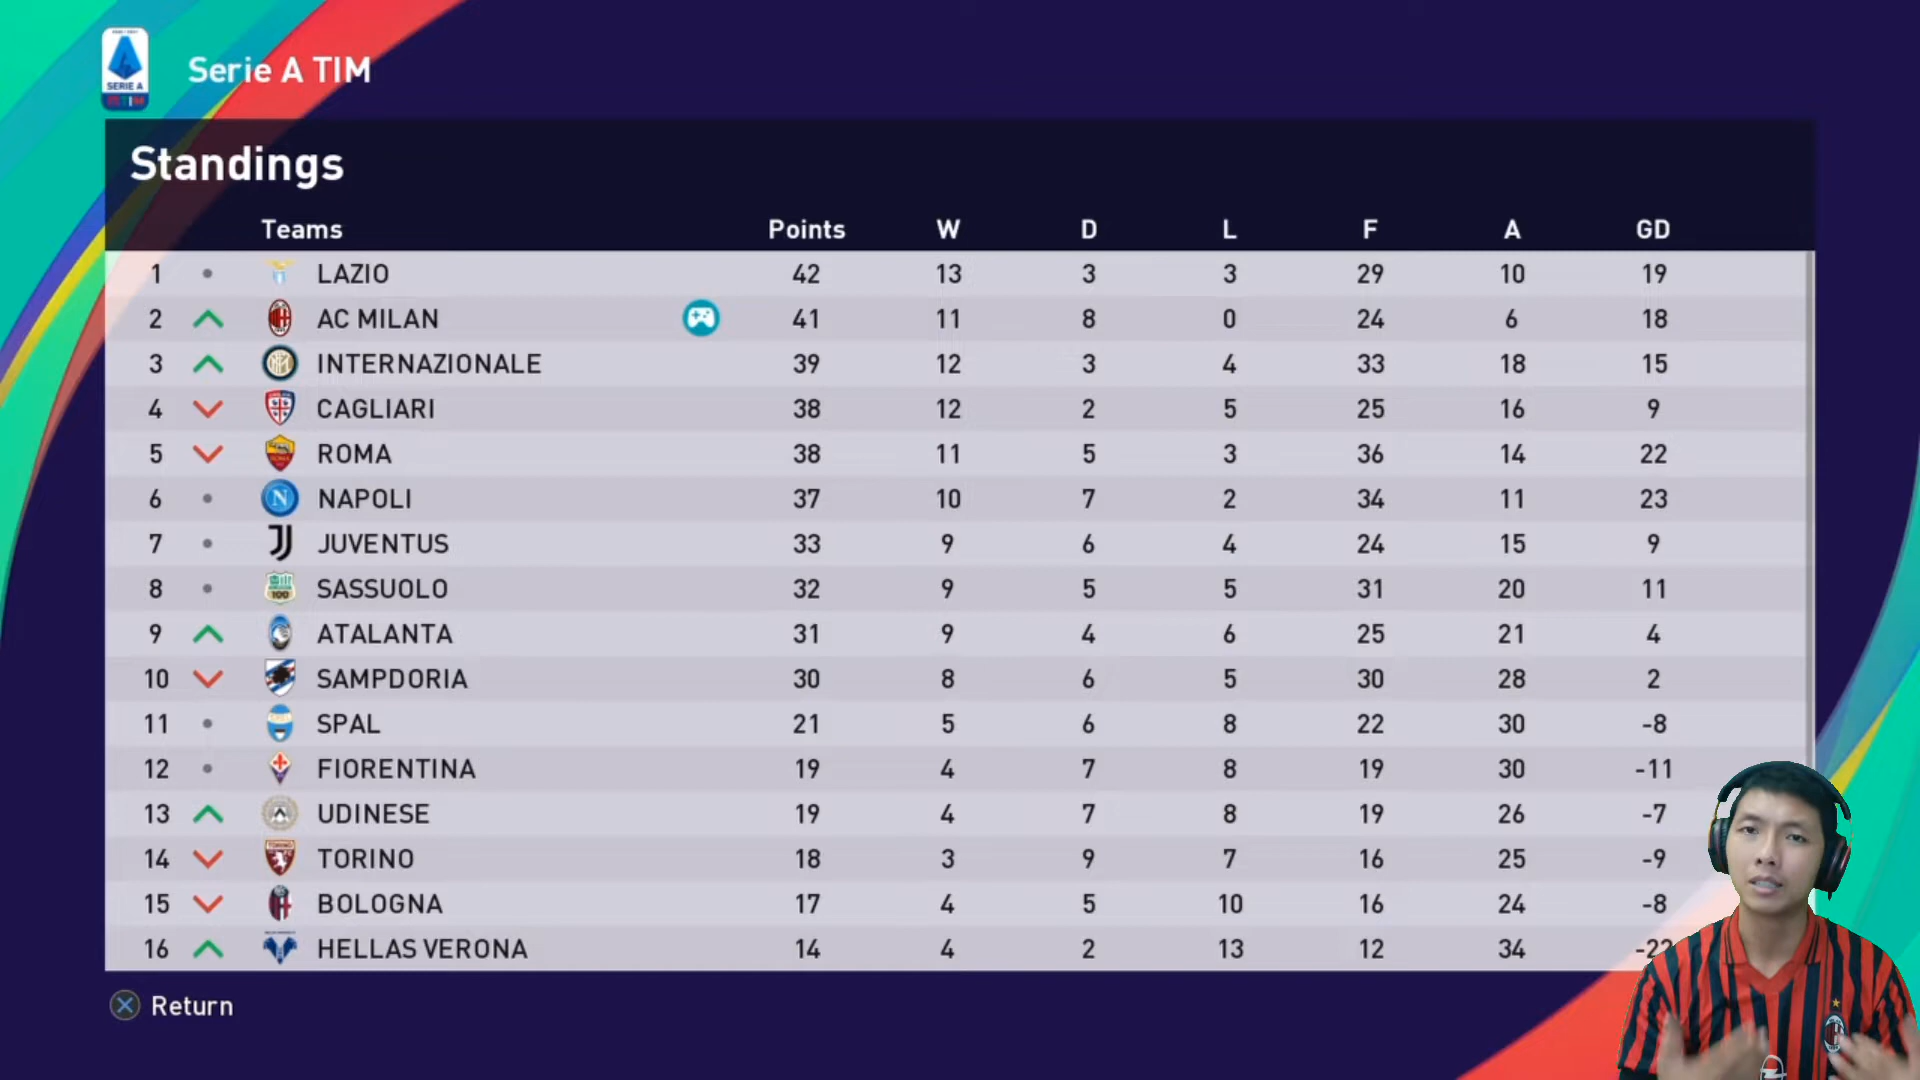 SERIE A
TIM
Serie A TIM
Standings
Teams Points W D L F A GD
1 LAZIO 42 13 3 3 29 10 19
2 AC MILAN 41 11 8 0 24 6 18
3 INTERNAZIONALE 39 12 3 4 33 18 15
4 CAGLIARI 38 12 2 5 25 16 9
5 ROMA 38 11 5 3 36 14 22
6 NAPOLI 37 10 7 2 34 11 23
7 JUVENTUS 33 9 6 4 24 15 9
8 SASSUOLO 32 9 5 5 31 20 11
9 ATALANTA 31 9 4 6 25 21 4
10 SAMPDORIA 30 8 6 5 30 28 2
11 SPAL 21 5 6 8 22 30 -8
12 FIORENTINA 19 4 7 8 19 30 -11
13 UDINESE 19 4 7 8 19 26 -7
14 TORINO 18 3 9 7 16 25 -9
15 BOLOGNA 17 4 5 10 16 24 -8
16 HELLAS VERONA 14 4 2 13 12 34 -22
Return